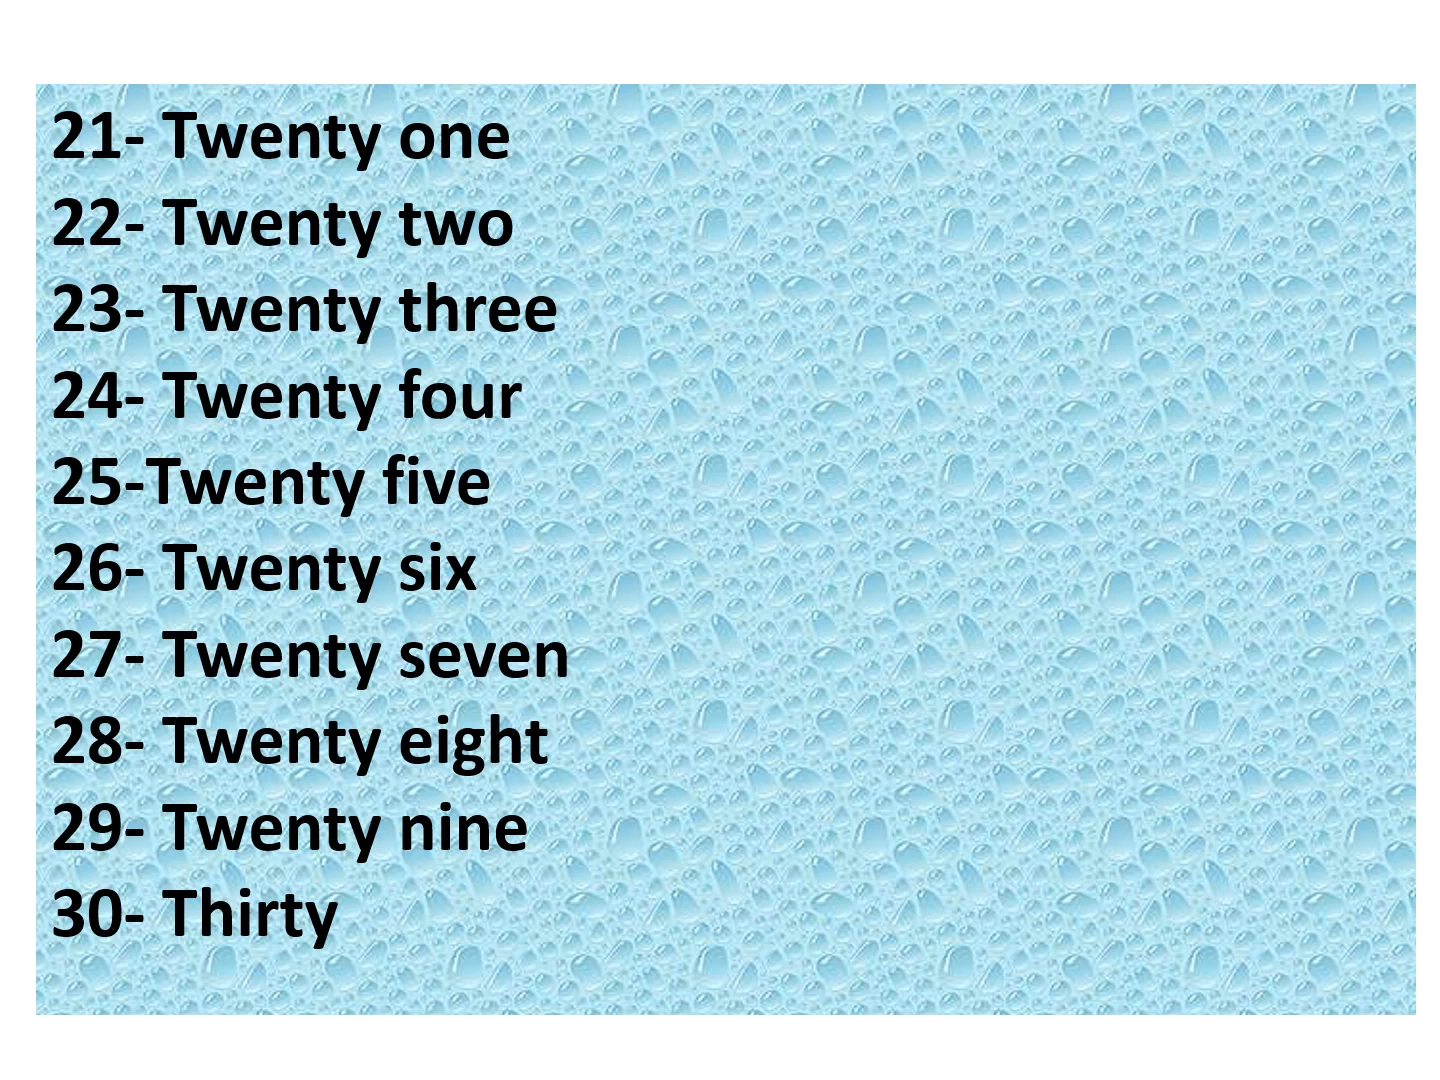 21- Twenty one
22- Twenty two
23- Twenty three
24- Twenty four
25-Twenty five
26- Twenty six
27- Twenty seven
28- Twenty eight
29- Twenty nine
30- Thirty